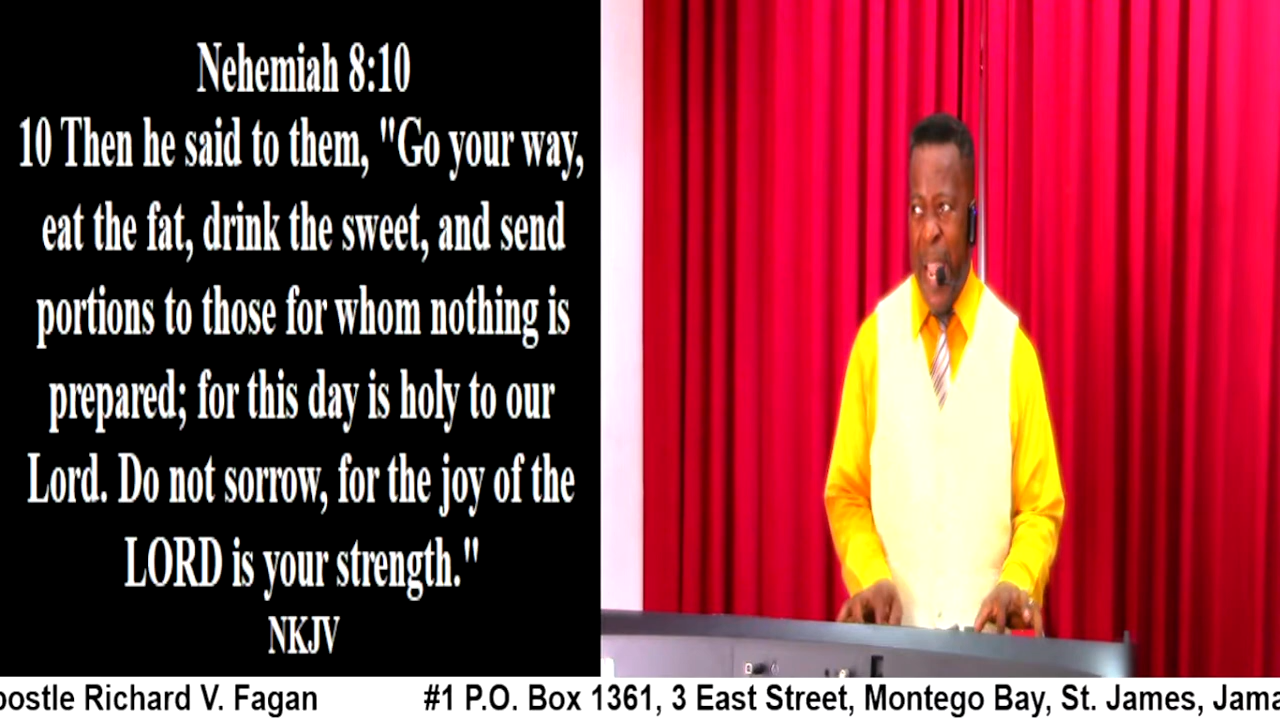 Nehemiah 8:10
10 Then he said to them, "Go your way,
eat the fat, drink the sweet, and send
portions to those for whom nothing is
prepared; for this day is holy to our
Lord. Do not sorrow, for the joy of the
LORD is your strength."
NKJV
postle Richard V. Fagan #1 P.O. Box 1361, 3 East Street, Montego Bay, St. James, Jama